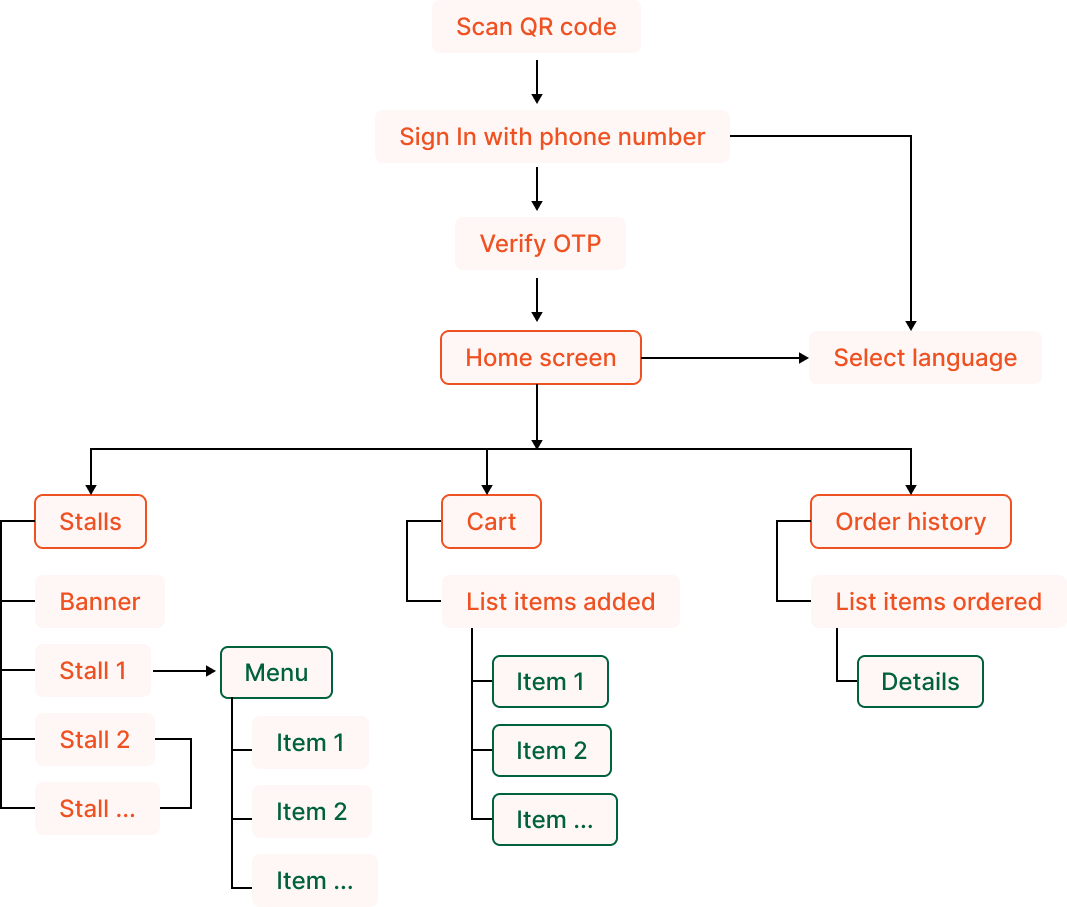 Scan QR code
Sign In with phone number
Verify OTP
Home screen
Select language
Stalls
Banner
Stall 1
Stall 2
Stall ...
Menu
Item 1
Item 2
Item ...
Cart
List items added
Item 1
Item 2
Item ...
Order history
List items ordered
Details